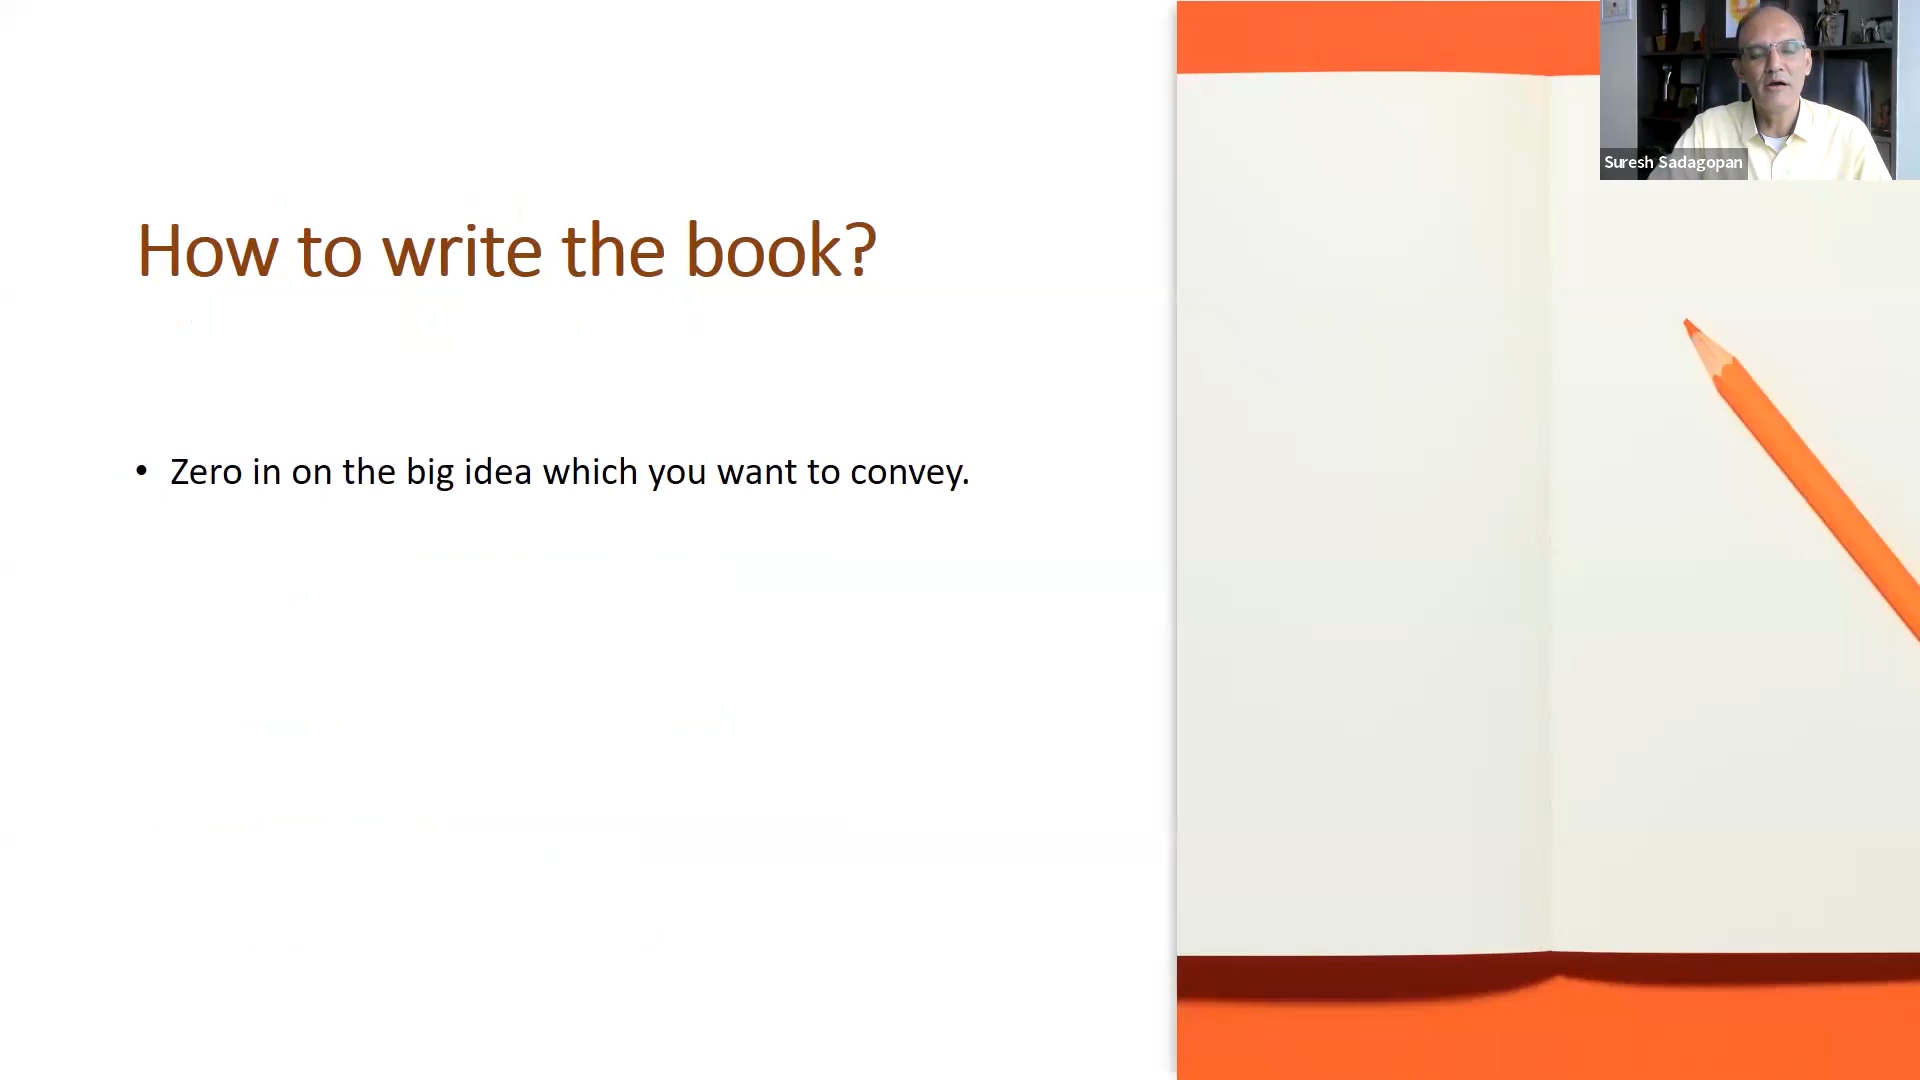 How to write the book?
• Zero in on the big idea which you want to convey.
Suresh Sadagopan